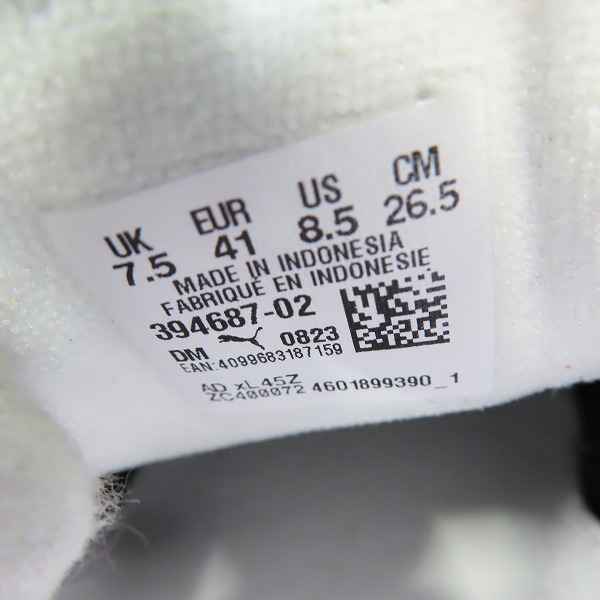 UK EUR US CM
7.5 41 8.5 26.5
MADE IN INDONESIA
FABRIQUÉ EN INDONESIE
394687-02
DM 0823
EAN:4099683187159
AD xL45Z
ZC400072 4601899390_1